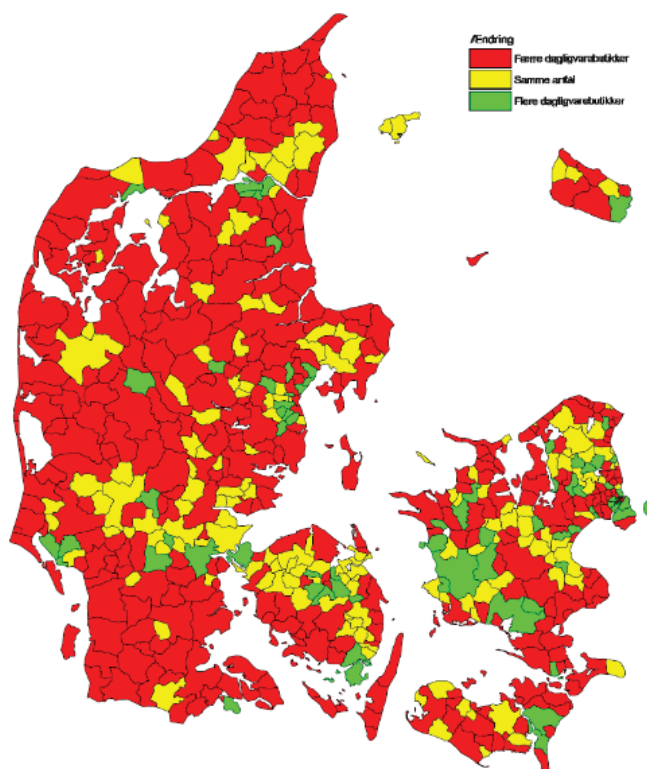 Ændring
Færre dagligvarebutikker
Samme antal
Flere dagligvarebutikker